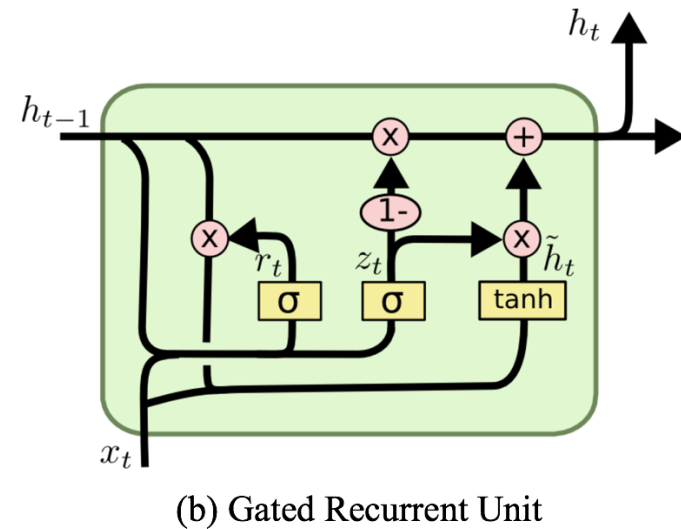 h_t
h_{t-1}
x
+
1-
x
r_t
z_t
x
h̃_t
σ
σ
tanh
x_t
(b) Gated Recurrent Unit